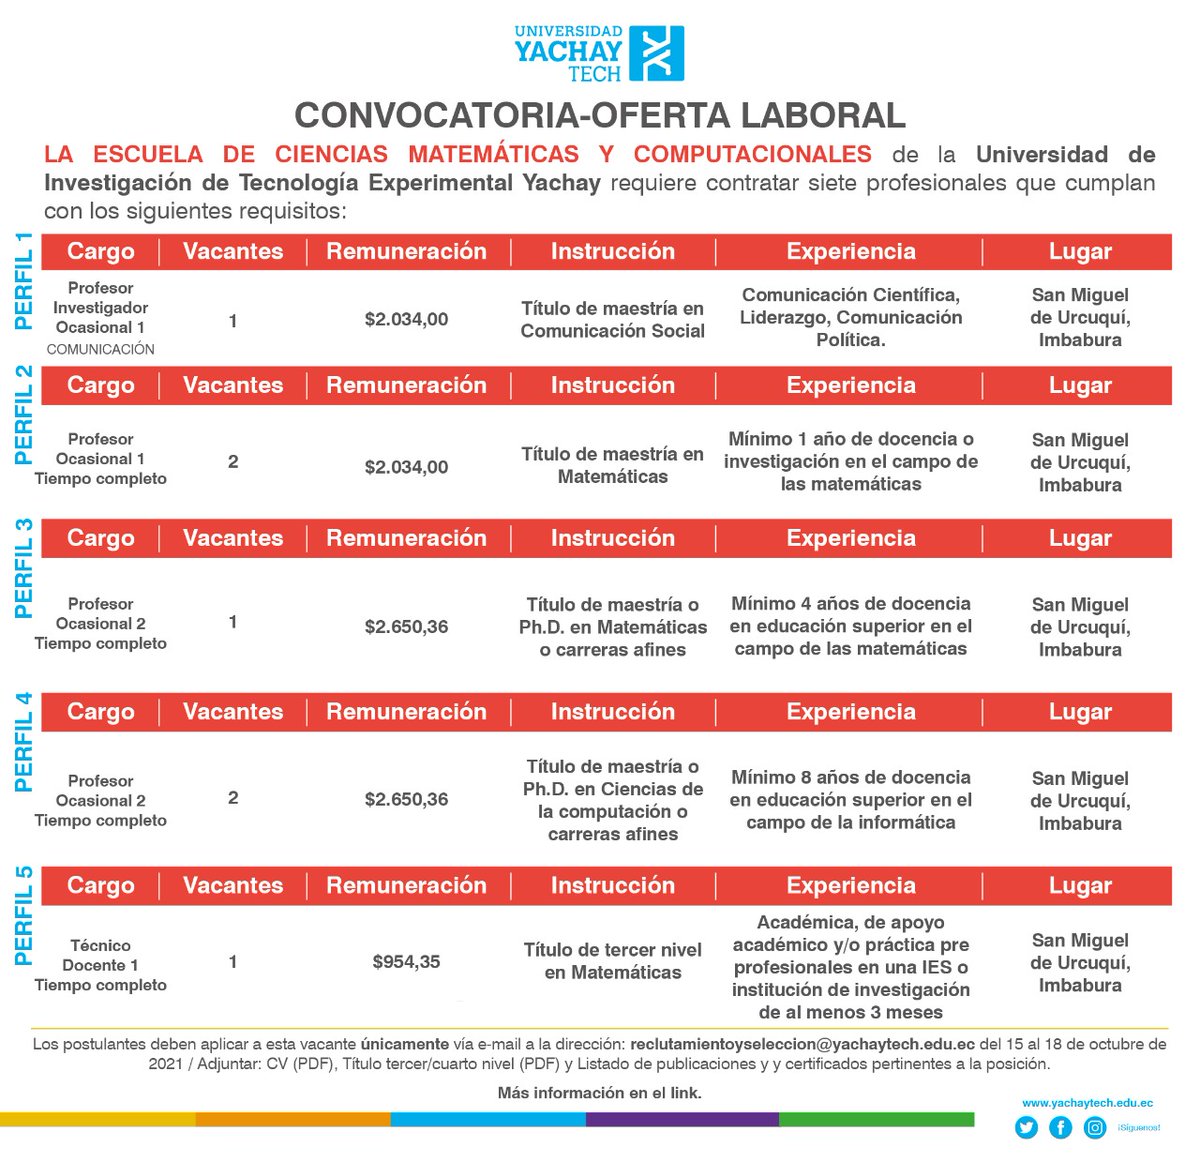 UNIVERSIDAD
YACHAY
TECH
CONVOCATORIA-OFERTA LABORAL
LA ESCUELA DE CIENCIAS MATEMÁTICAS Y COMPUTACIONALES de la Universidad de
Investigación de Tecnología Experimental Yachay requiere contratar siete profesionales que cumplan
con los siguientes requisitos:
PERFIL 1
Cargo Vacantes Remuneración Instrucción Experiencia Lugar
Profesor
Investigador
Ocasional 1
COMUNICACIÓN
1
$2.034,00
Título de maestría en
Comunicación Social
Comunicación Científica,
Liderazgo, Comunicación
Política.
San Miguel
de Urcuquí,
Imbabura
PERFIL 2
Cargo Vacantes Remuneración Instrucción Experiencia Lugar
Profesor
Ocasional 1
Tiempo completo
2
$2.034,00
Título de maestría en
Matemáticas
Mínimo 1 año de docencia o
investigación en el campo de
las matemáticas
San Miguel
de Urcuquí,
Imbabura
PERFIL 3
Cargo Vacantes Remuneración Instrucción Experiencia Lugar
Profesor
Ocasional 2
Tiempo completo
1
$2.650,36
Título de maestría o
Ph.D. en Matemáticas
o carreras afines
Mínimo 4 años de docencia
en educación superior en el
campo de las matemáticas
San Miguel
de Urcuquí,
Imbabura
PERFIL 4
Cargo Vacantes Remuneración Instrucción Experiencia Lugar
Profesor
Ocasional 2
Tiempo completo
2
$2.650,36
Título de maestría o
Ph.D. en Ciencias de
la computación o
carreras afines
Mínimo 8 años de docencia
en educación superior en el
campo de la informática
San Miguel
de Urcuquí,
Imbabura
PERFIL 5
Cargo Vacantes Remuneración Instrucción Experiencia Lugar
Técnico
Docente 1
Tiempo completo
1
$954,35
Título de tercer nivel
en Matemáticas
Académica, de apoyo
académico y/o práctica pre
profesionales en una IES o
institución de investigación
de al menos 3 meses
San Miguel
de Urcuquí,
Imbabura
Los postulantes deben aplicar a esta vacante únicamente vía e-mail a la dirección: reclutamientoyseleccion@yachaytech.edu.ec del 15 al 18 de octubre de
2021 / Adjuntar: CV (PDF), Título tercer/cuarto nivel (PDF) y Listado de publicaciones y y certificados pertinentes a la posición.
Más información en el link.
www.yachaytech.edu.ec
¡Síguenos!